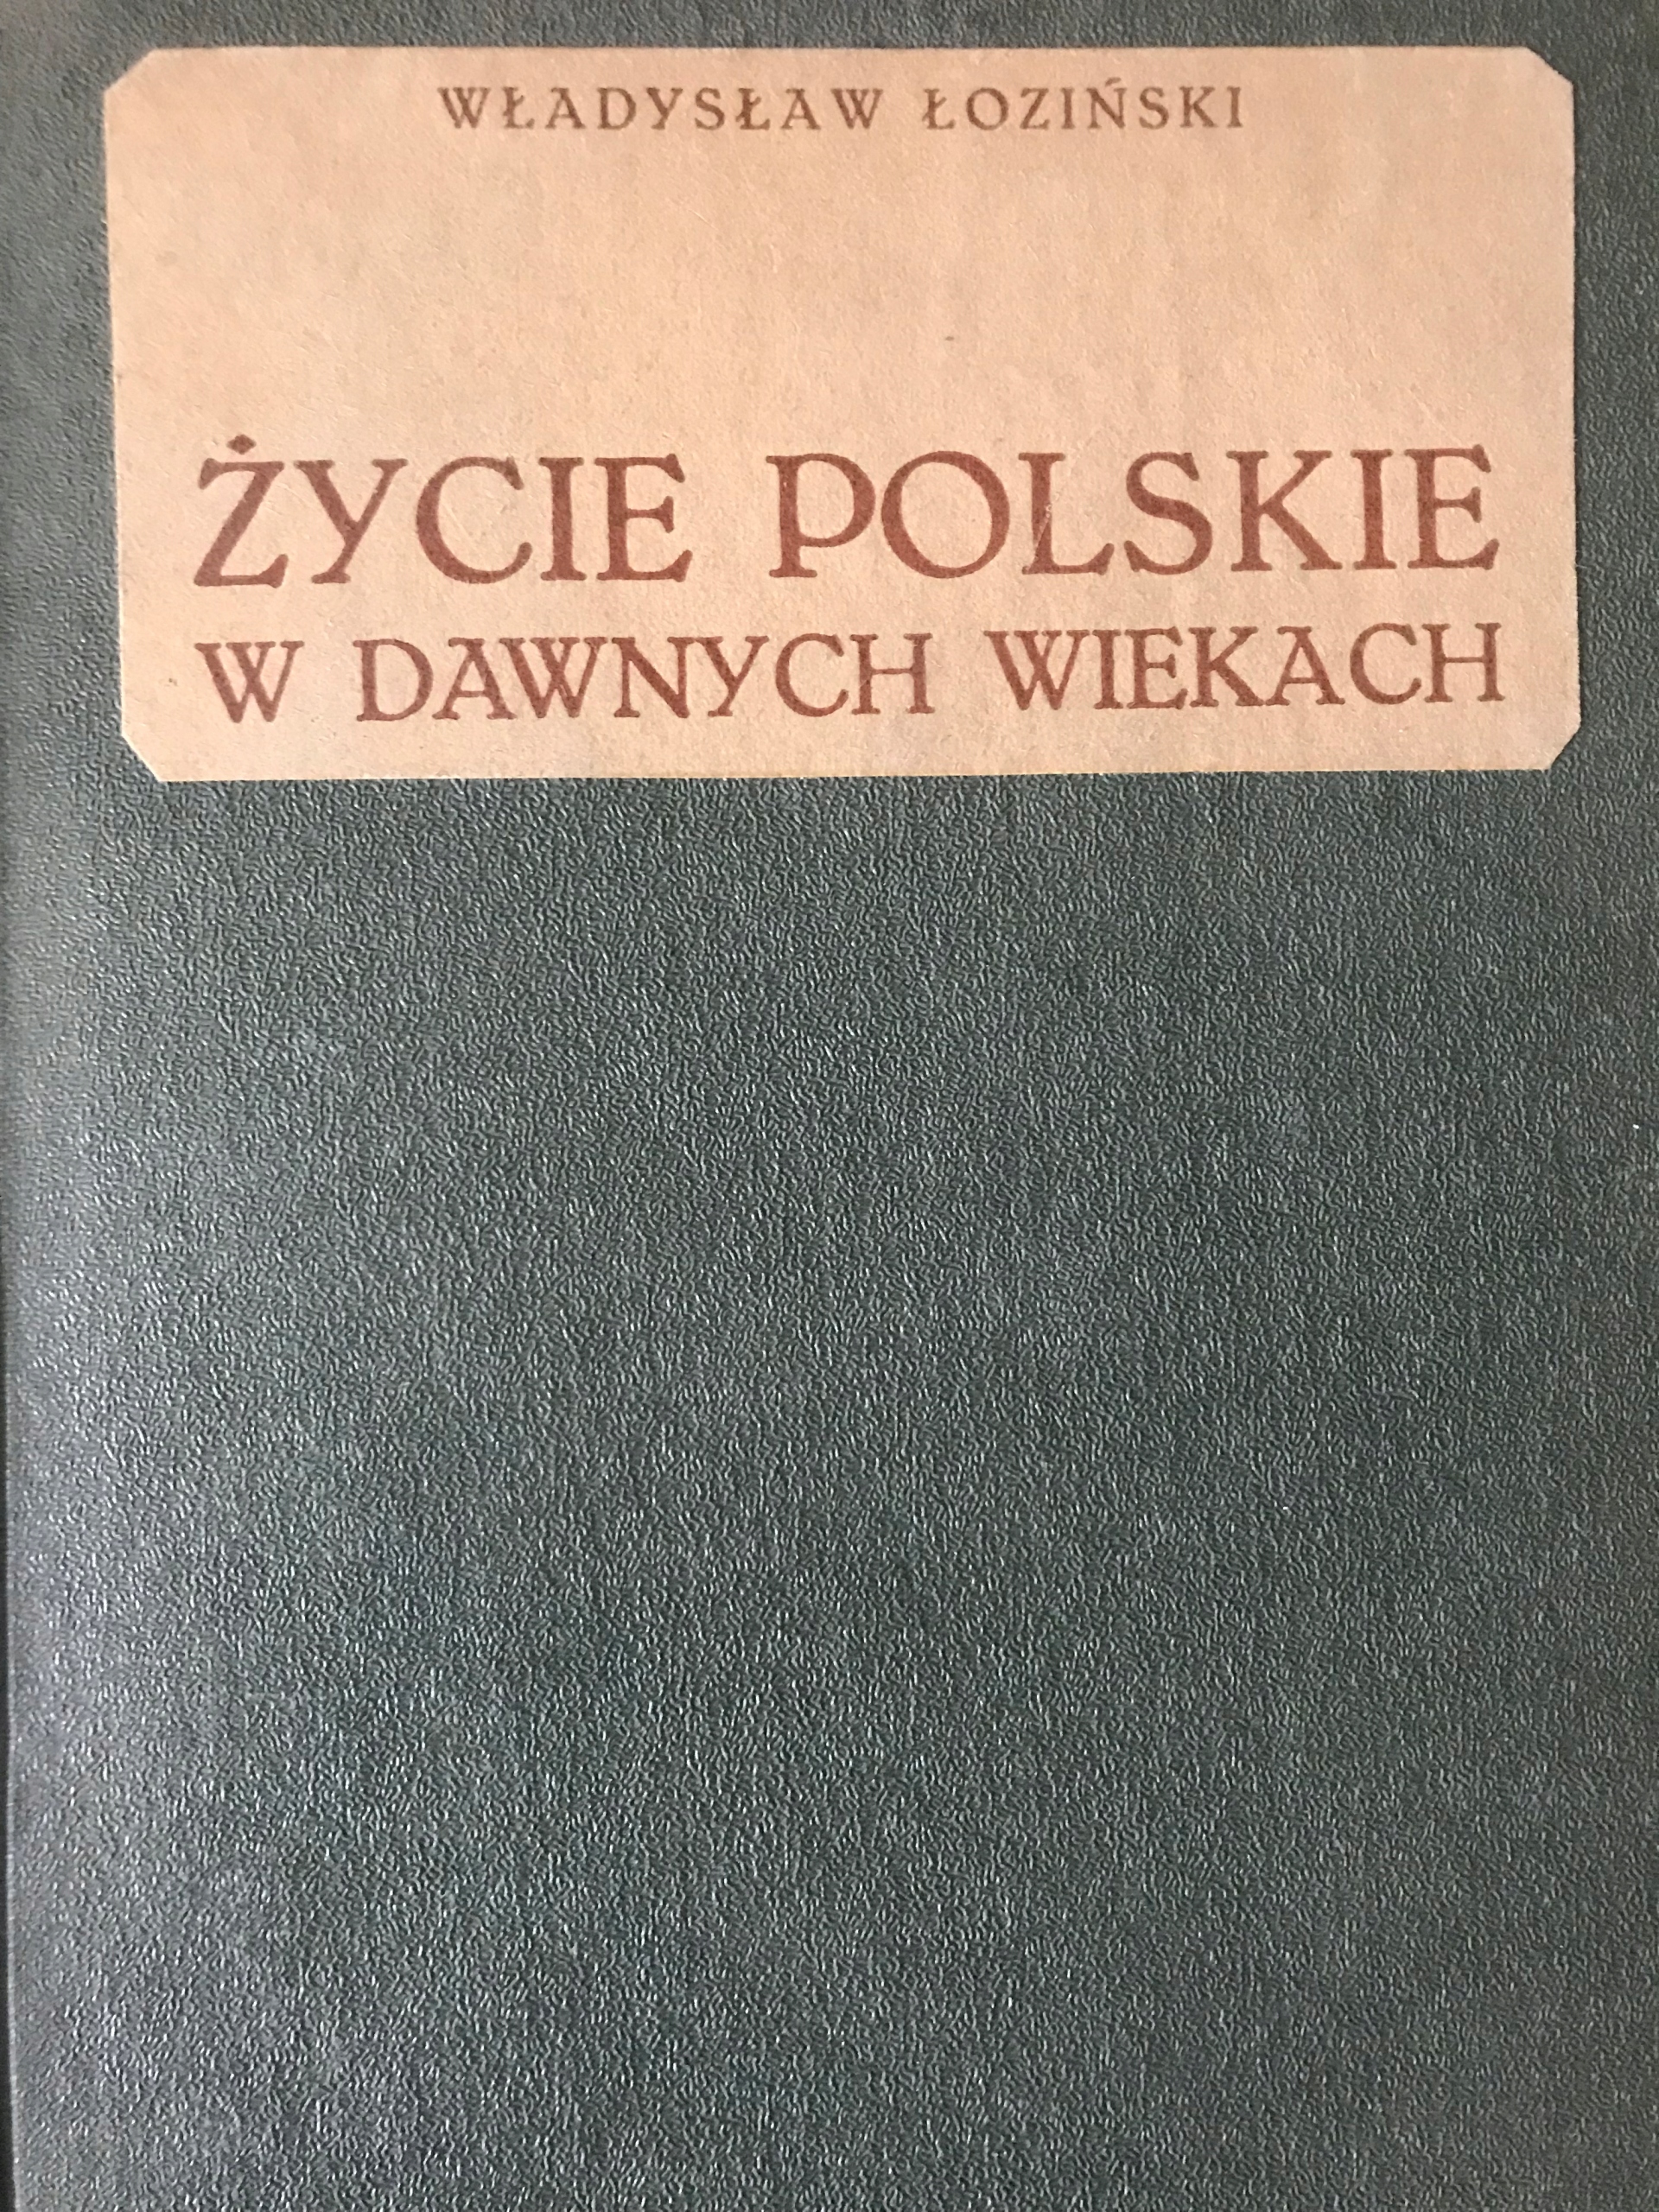 WŁADYSŁAW ŁOZIŃSKI
ŻYCIE POLSKIE
W DAWNYCH WIEKACH